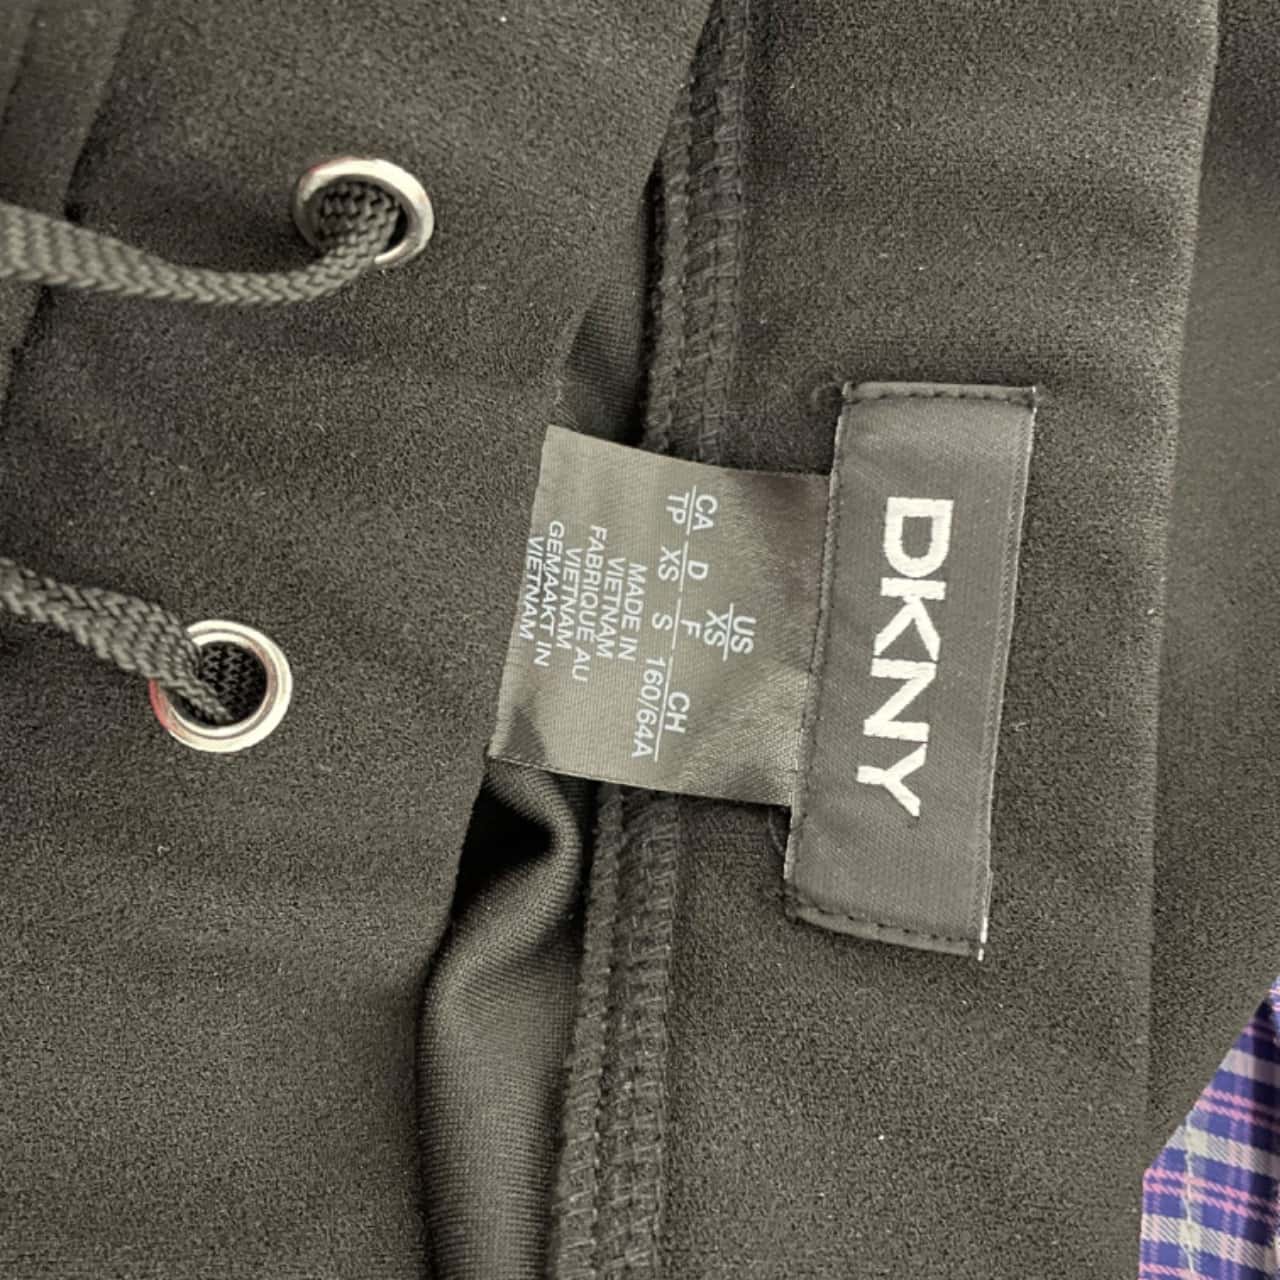 DKNY
US
XS
CA D F CH
TP XS S 160/64A
MADE IN
VIETNAM
FABRIQUÉ AU
VIETNAM
GEMAAKT IN
VIETNAM